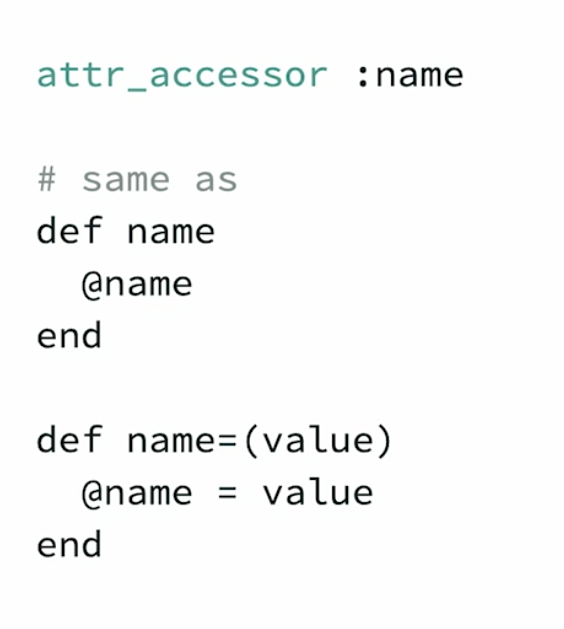 attr_accessor :name
# same as
def name
  @name
end
def name=(value)
  @name = value
end